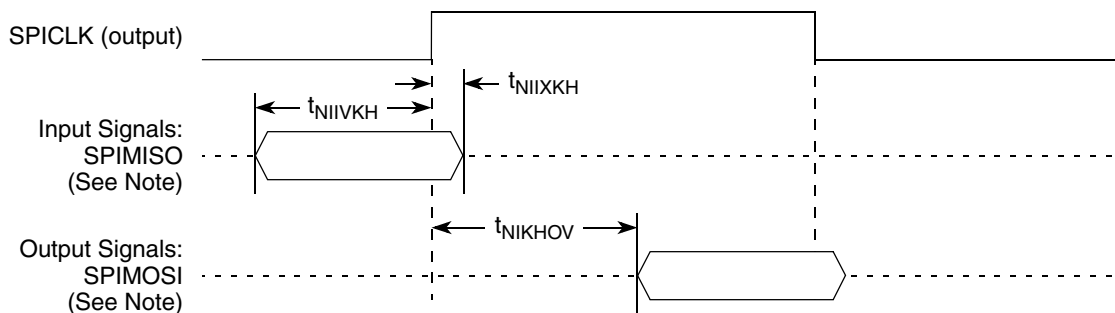 SPICLK (output)
tNIIXKH
tNIIVKH
Input Signals:
SPIMISO
(See Note)
tNIKHOV
Output Signals:
SPIMOSI
(See Note)